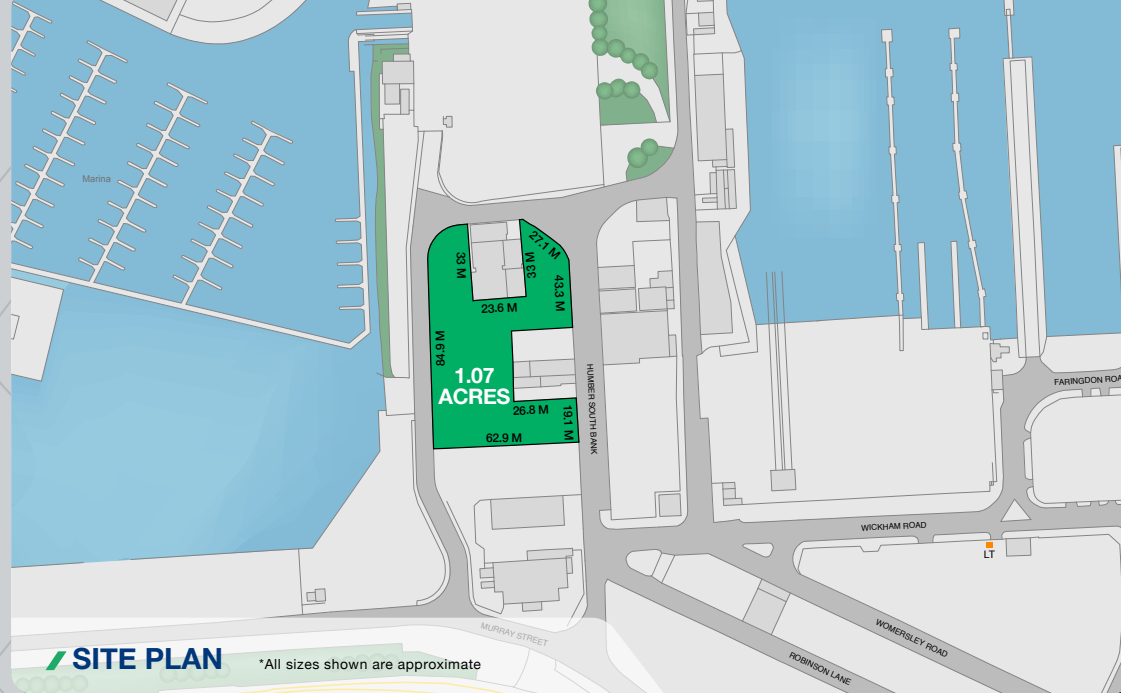 Marina
27.1 M
33 M
33 M
43.3 M
23.6 M
84.9 M
1.07
ACRES
26.8 M
19.1 M
62.9 M
HUMBER SOUTH BANK
FARINGDON ROA
WICKHAM ROAD
LT
WOMERSLEY ROAD
ROBINSON LANE
MURRAY STREET
SITE PLAN
*All sizes shown are approximate